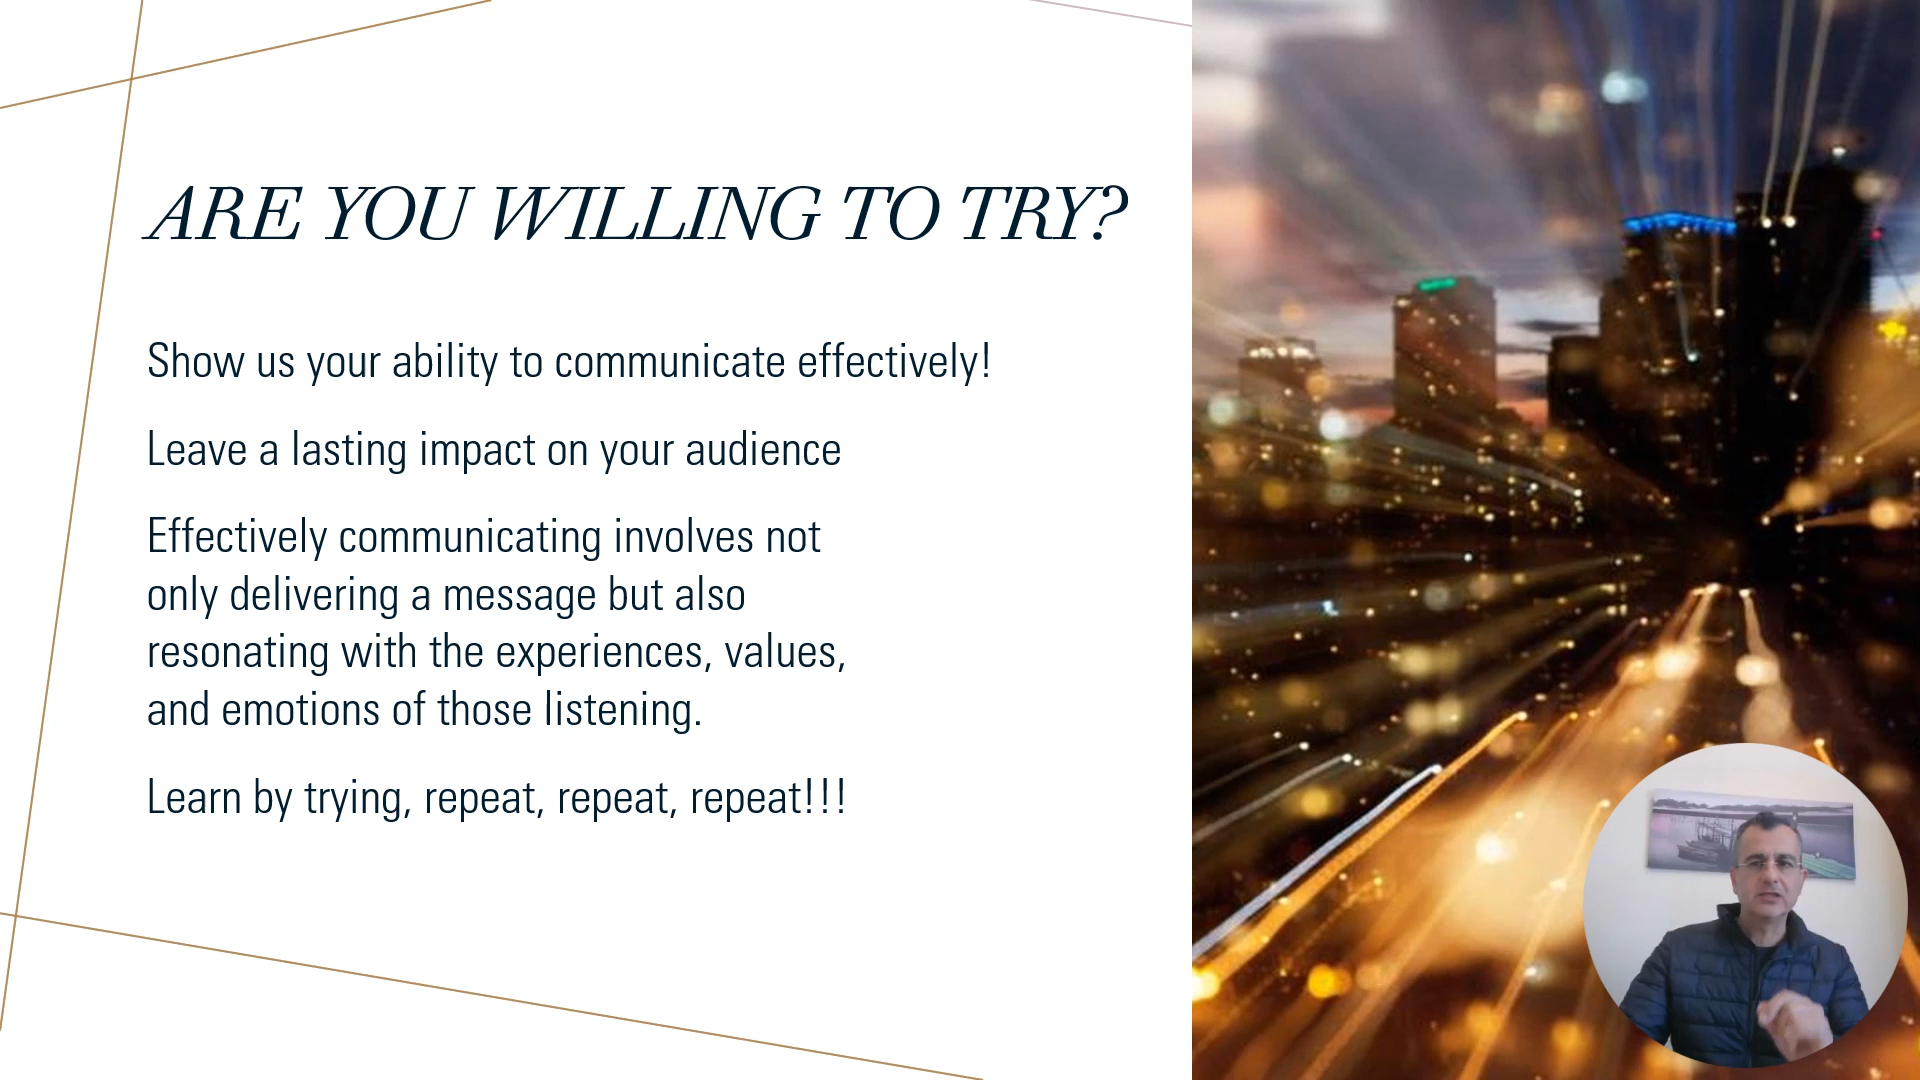 ARE YOU WILLING TO TRY?
Show us your ability to communicate effectively!
Leave a lasting impact on your audience
Effectively communicating involves not
only delivering a message but also
resonating with the experiences, values,
and emotions of those listening.
Learn by trying, repeat, repeat, repeat!!!